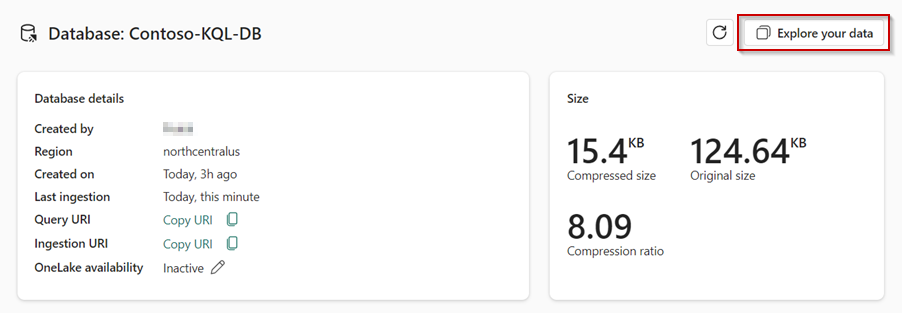 Database: Contoso-KQL-DB
Explore your data
Database details
Created by
Region northcentralus
Created on Today, 3h ago
Last ingestion Today, this minute
Query URI Copy URI
Ingestion URI Copy URI
OneLake availability Inactive
Size
15.4 KB 124.64 KB
Compressed size Original size
8.09
Compression ratio